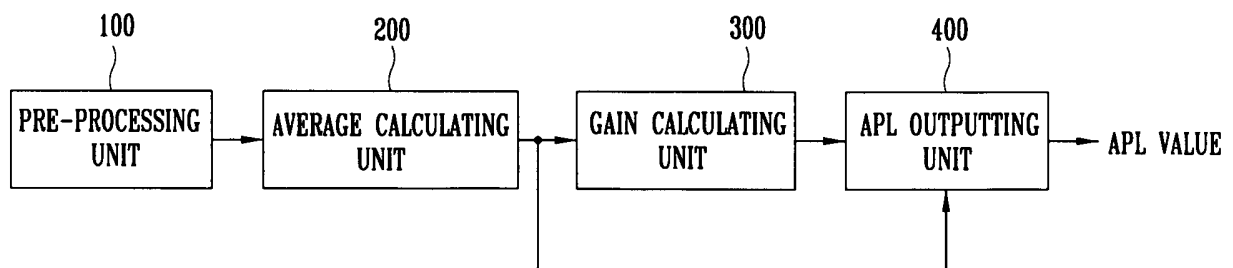 100
200
300
400
PRE-PROCESSING
UNIT
AVERAGE CALCULATING
UNIT
GAIN CALCULATING
UNIT
APL OUTPUTTING
UNIT
APL VALUE